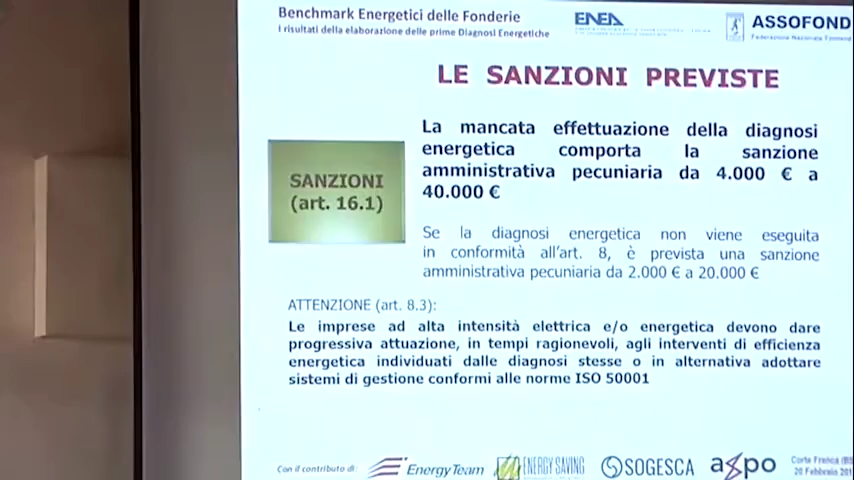 Benchmark Energetici delle Fonderie
I risultati della elaborazione delle prime Diagnosi Energetiche
ENEA
ASSOFOND
LE SANZIONI PREVISTE
SANZIONI
(art. 16.1)
La mancata effettuazione della diagnosi
energetica comporta la sanzione
amministrativa pecuniaria da 4.000 € a
40.000 €
Se la diagnosi energetica non viene eseguita
in conformità all'art. 8, è prevista una sanzione
amministrativa pecuniaria da 2.000 € a 20.000 €
ATTENZIONE (art. 8.3):
Le imprese ad alta intensità elettrica e/o energetica devono dare
progressiva attuazione, in tempi ragionevoli, agli interventi di efficienza
energetica individuati dalle diagnosi stesse o in alternativa adottare
sistemi di gestione conformi alle norme ISO 50001
Con il contributo di:
EnergyTeam
ENERGY SAVING
SOGESCA
axpo
Corte Franca (BS
20 Febbraio 201